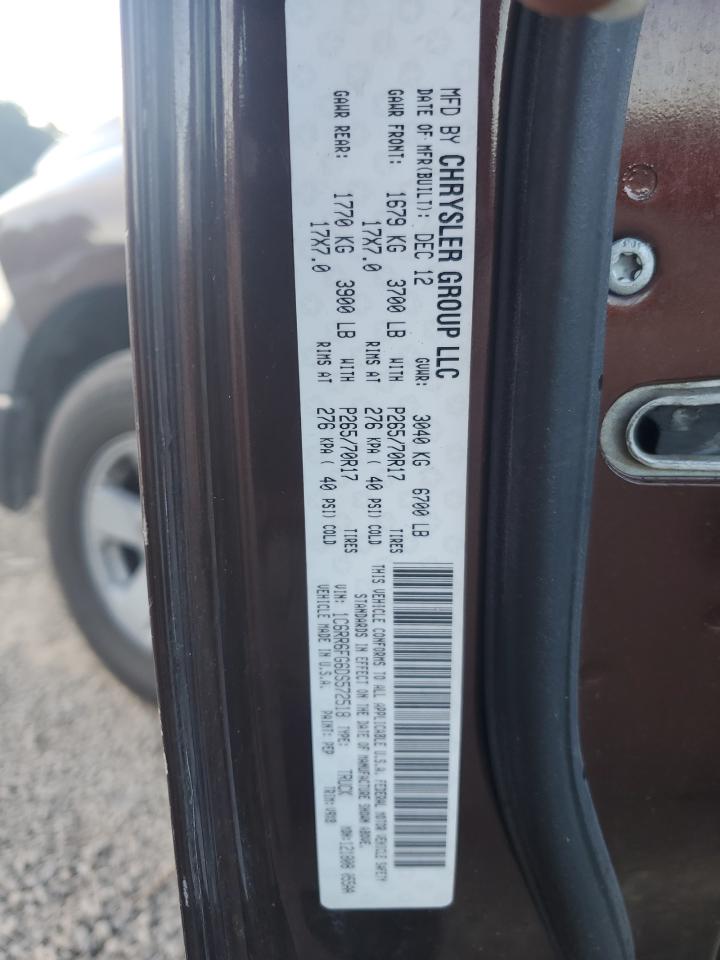 MFD BY CHRYSLER GROUP LLC
DATE OF MFR(BUILT): DEC 12 GVWR: 3040 KG 6700 LB
GAWR FRONT: 1679 KG 3700 LB WITH P265/70R17 TIRES
17X7.0 RIMS AT 276 KPA ( 40 PSI) COLD
GAWR REAR: 1770 KG 3900 LB WITH P265/70R17 TIRES
17X7.0 RIMS AT 276 KPA ( 40 PSI) COLD
THIS VEHICLE CONFORMS TO ALL APPLICABLE U.S.A. FEDERAL MOTOR VEHICLE SAFETY
STANDARDS IN EFFECT ON THE DATE OF MANUFACTURE SHOWN ABOVE.
VIN: 1C6RR6FG6DS572518 TYPE: TRUCK
VEHICLE MADE IN U.S.A. PAINT: PEP TRIM: